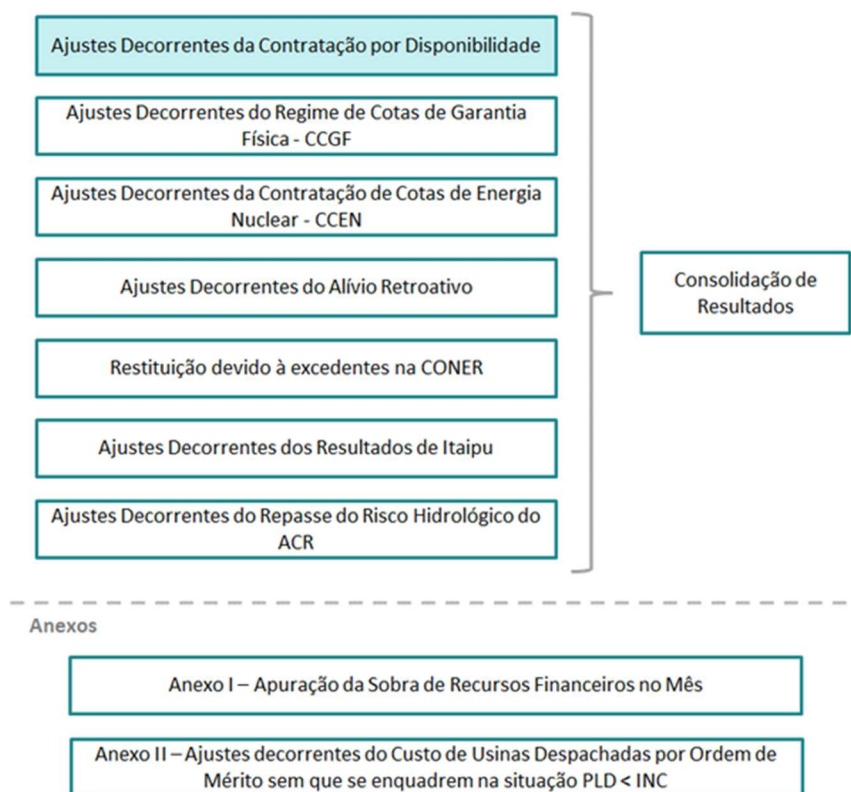 Ajustes Decorrentes da Contratação por Disponibilidade
Ajustes Decorrentes do Regime de Cotas de Garantia
Física - CCGF
Ajustes Decorrentes da Contratação de Cotas de Energia
Nuclear - CCEN
Ajustes Decorrentes do Alívio Retroativo
Restituição devido à excedentes na CONER
Ajustes Decorrentes dos Resultados de Itaipu
Ajustes Decorrentes do Repasse do Risco Hidrológico do
ACR
Consolidação de
Resultados
Anexos
Anexo I – Apuração da Sobra de Recursos Financeiros no Mês
Anexo II – Ajustes decorrentes do Custo de Usinas Despachadas por Ordem de
Mérito sem que se enquadrem na situação PLD < INC